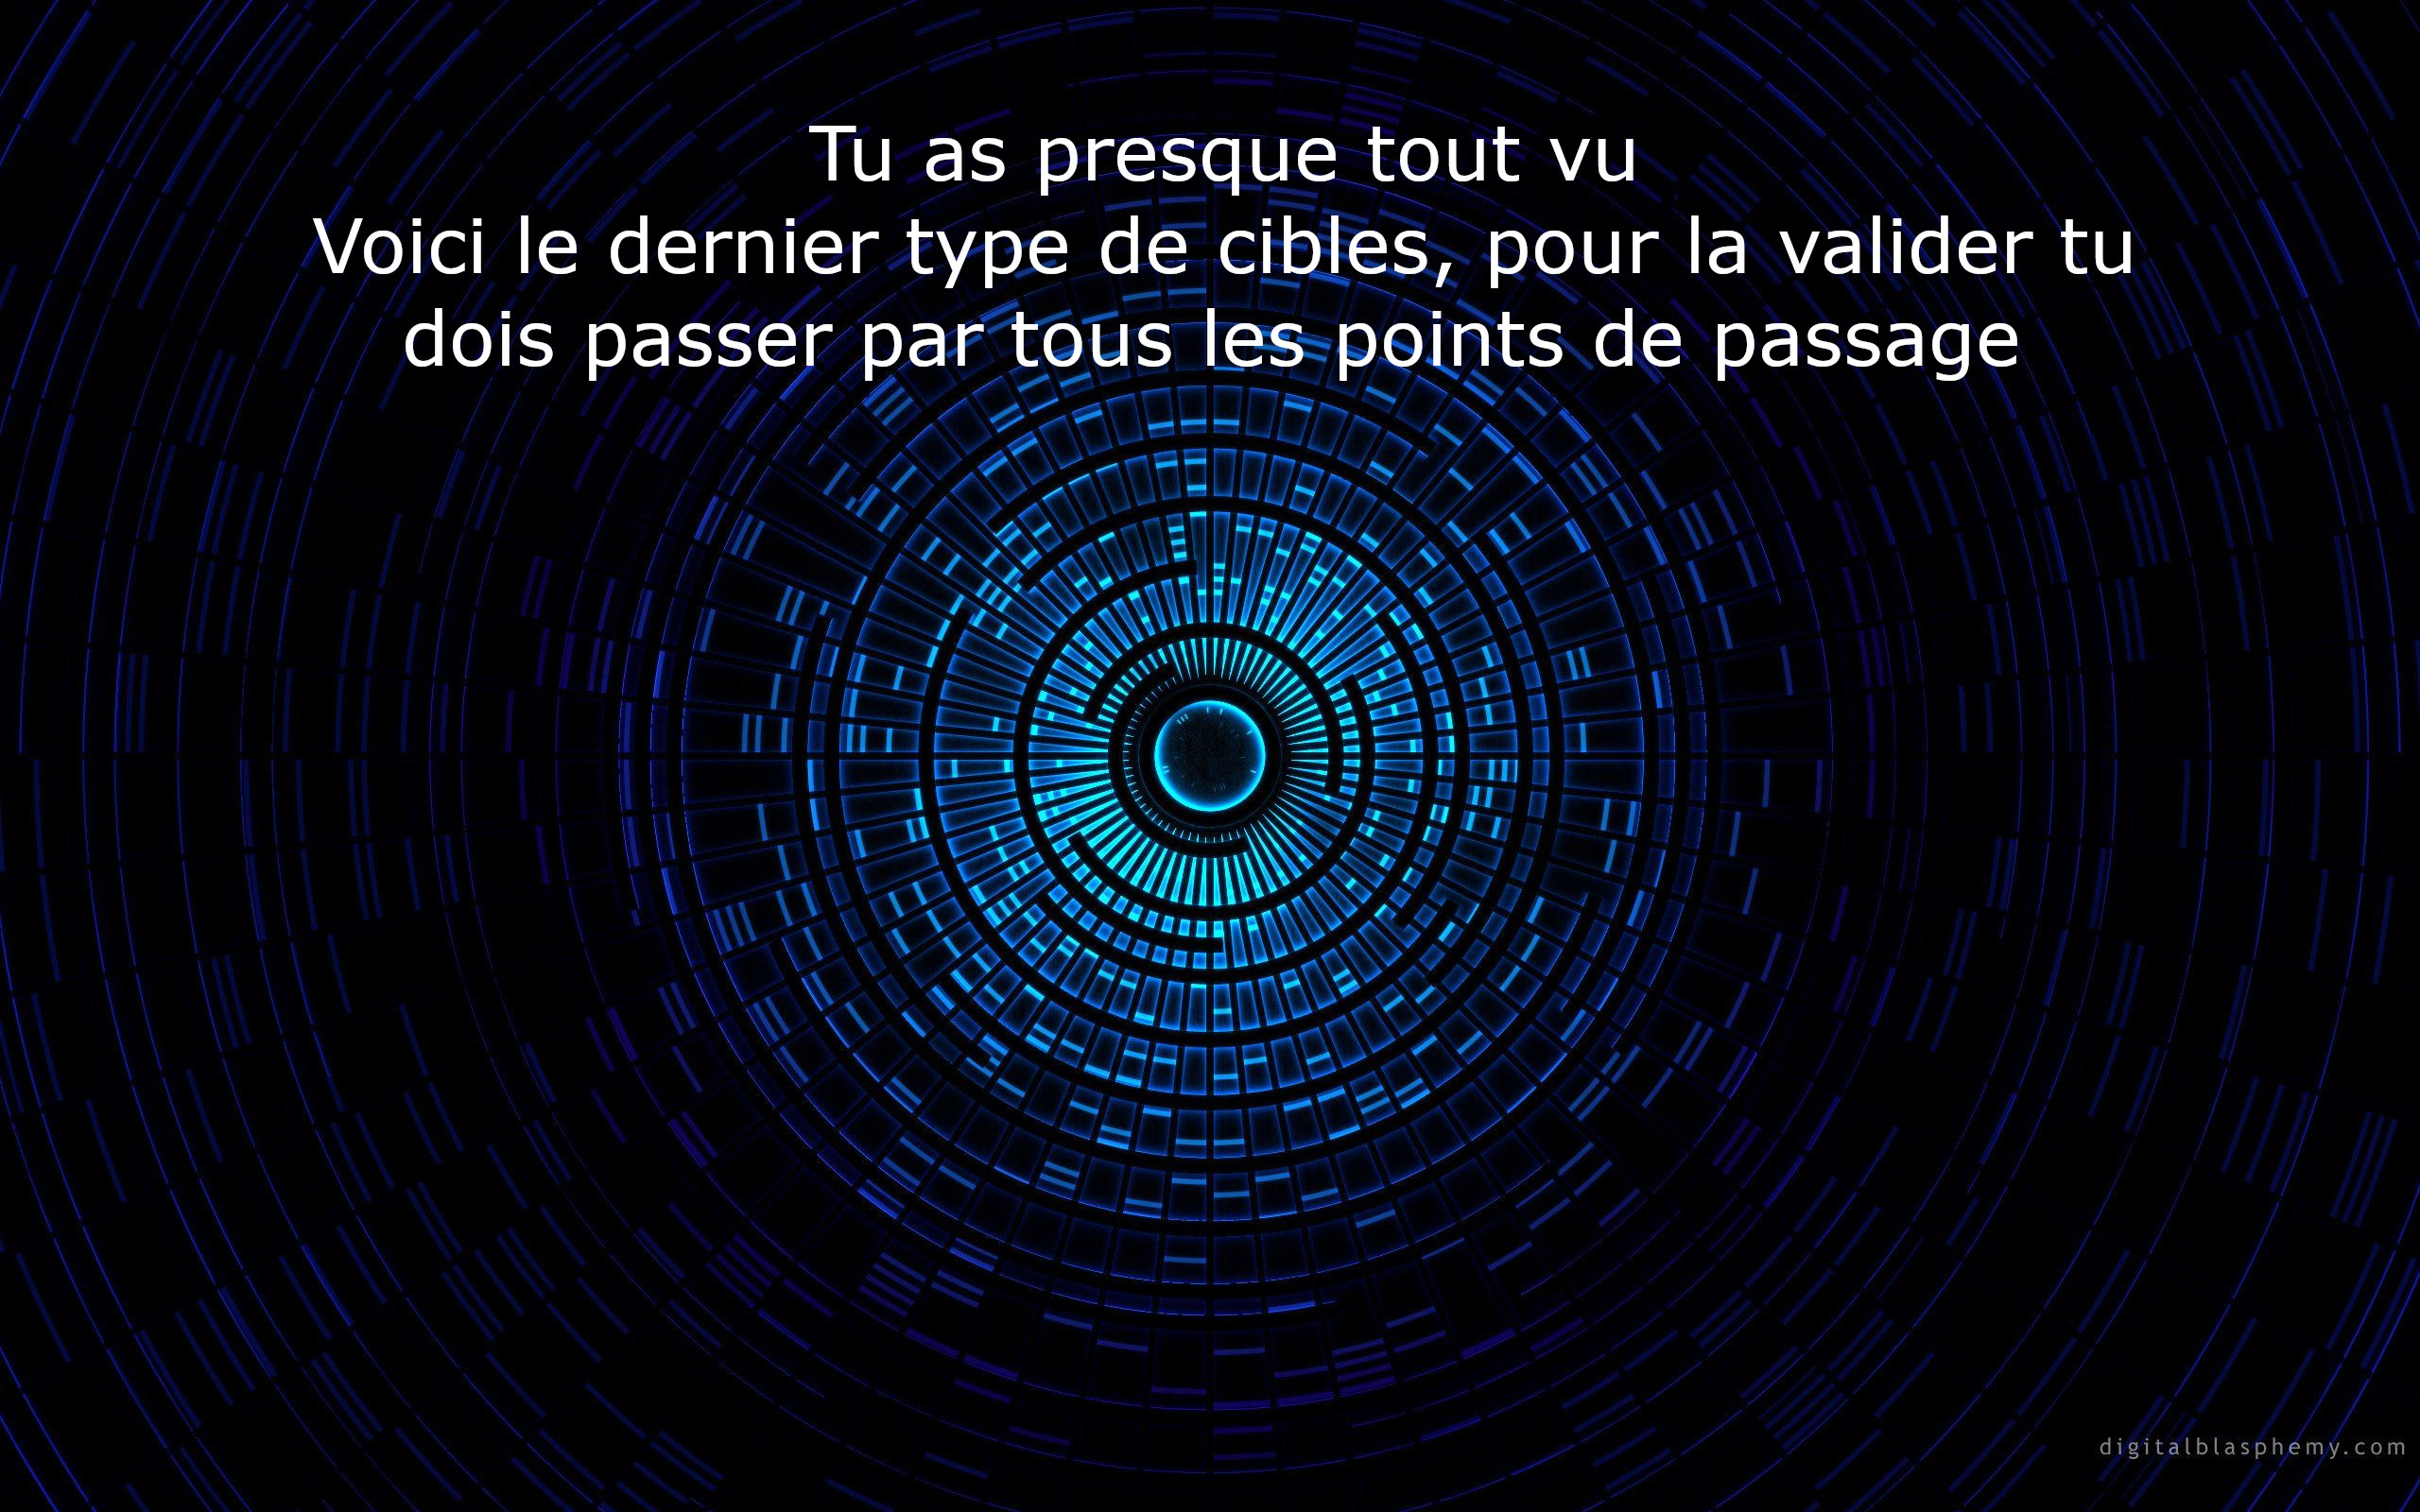 Tu as presque tout vu
Voici le dernier type de cibles, pour la valider tu
dois passer par tous les points de passage
digitalblasphemy.com